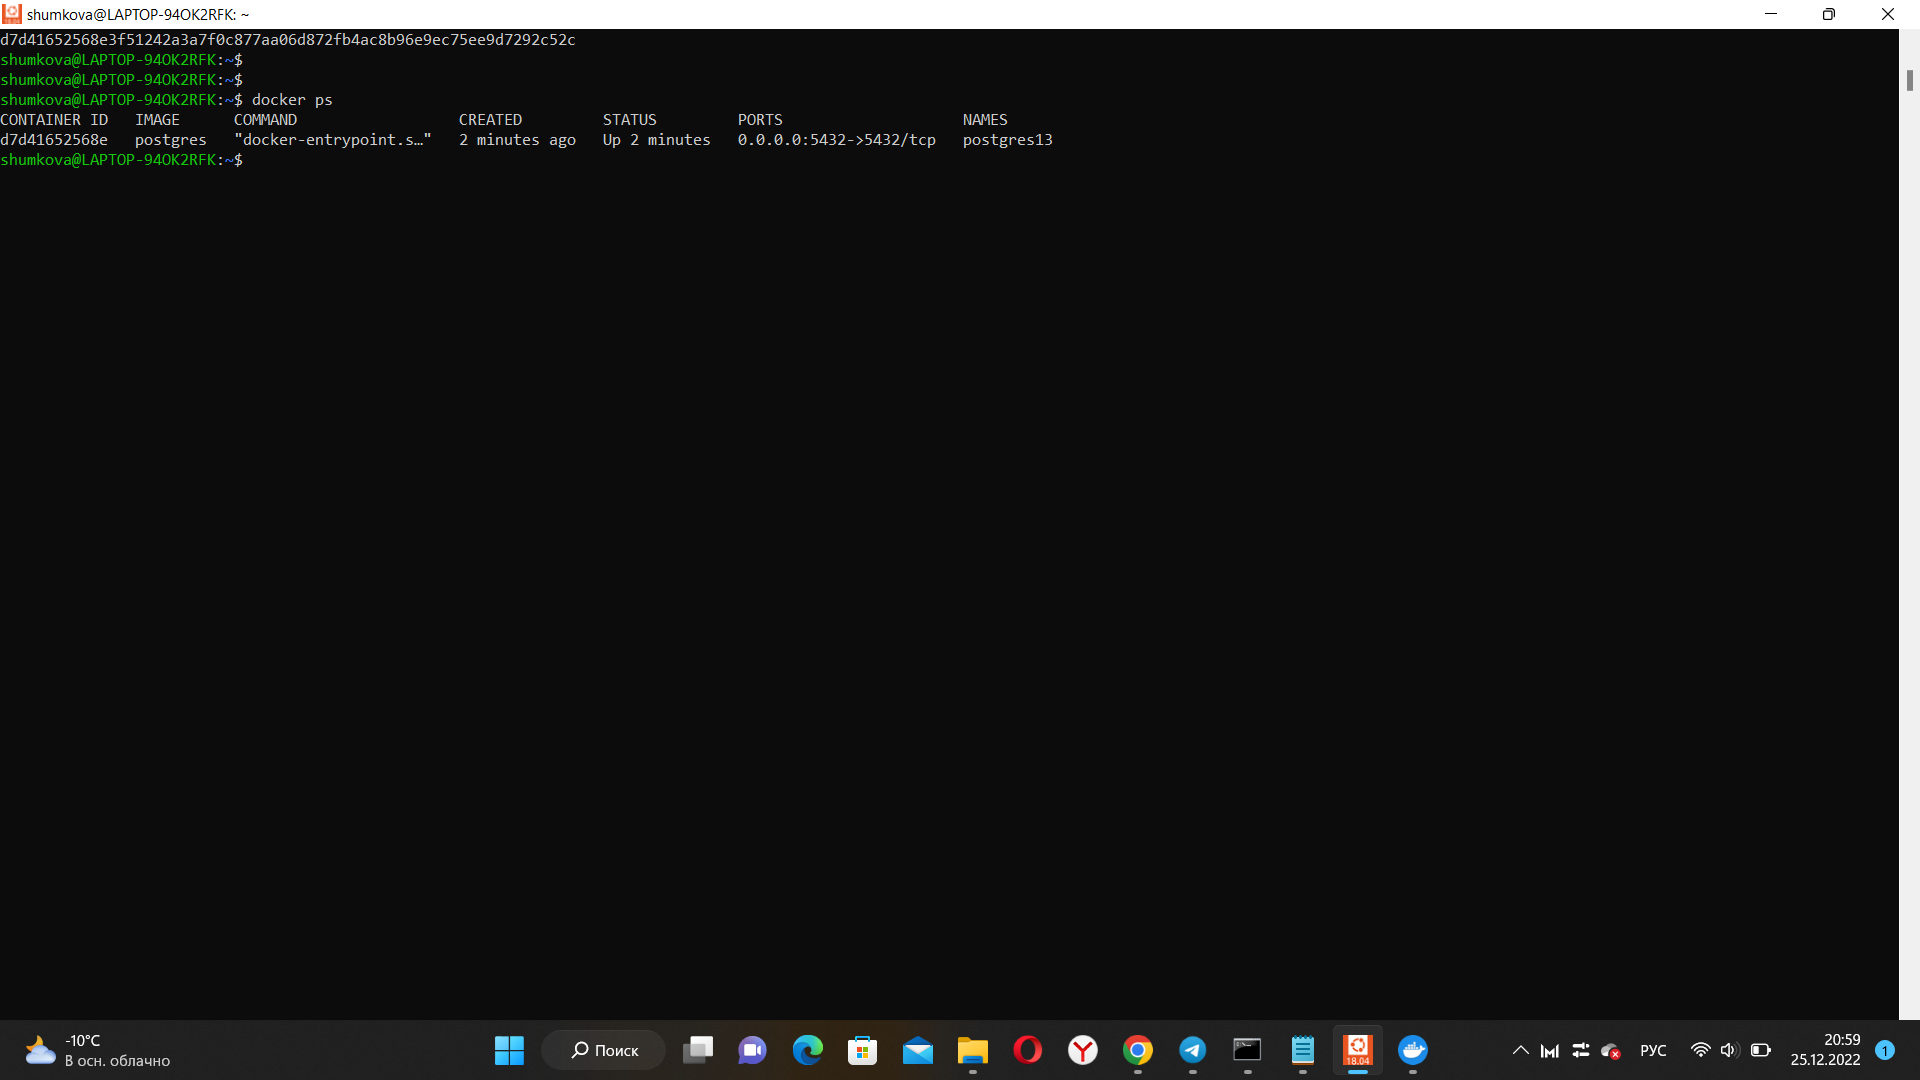 shumkova@LAPTOP-94OK2RFK: ~
d7d41652568e3f51242a3a7f0c877aa06d872fb4ac8b96e9ec75ee9d7292c52c
shumkova@LAPTOP-94OK2RFK:~$
shumkova@LAPTOP-94OK2RFK:~$
shumkova@LAPTOP-94OK2RFK:~$ docker ps
CONTAINER ID   IMAGE      COMMAND                  CREATED         STATUS         PORTS                    NAMES
d7d41652568e   postgres   "docker-entrypoint.s…"   2 minutes ago   Up 2 minutes   0.0.0.0:5432->5432/tcp   postgres13
shumkova@LAPTOP-94OK2RFK:~$
-10°C
В осн. облачно
Поиск
18.04
РУС
20:59
25.12.2022
1